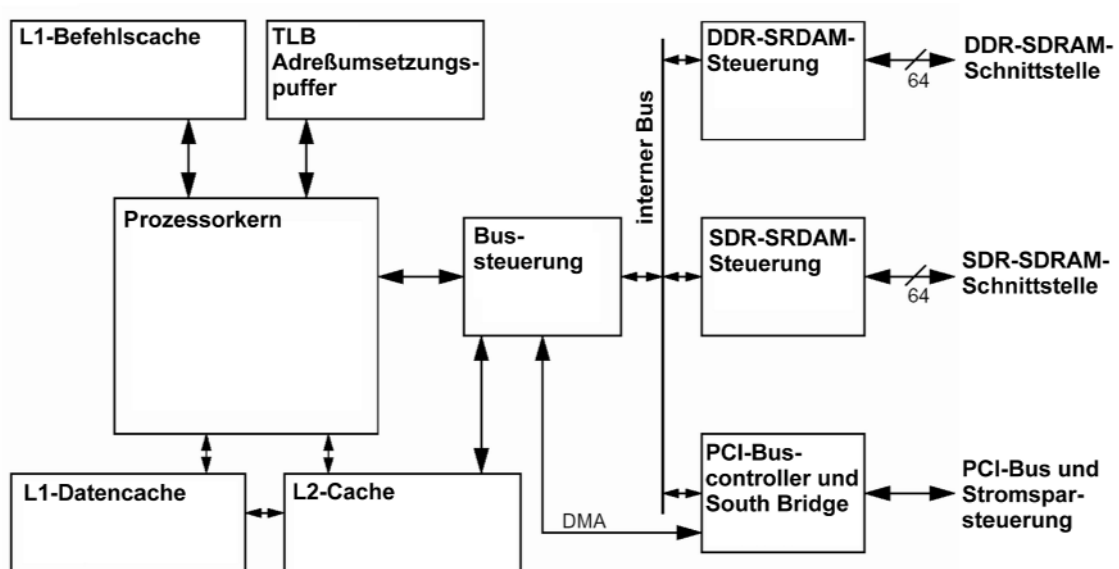 L1-Befehlscache
TLB
Adreßumsetzungs-
puffer
DDR-SRDAM-
Steuerung
DDR-SDRAM-
Schnittstelle
64
interner Bus
Prozessorkern
Bus-
steuerung
SDR-SRDAM-
Steuerung
SDR-SDRAM-
Schnittstelle
64
L1-Datencache
L2-Cache
DMA
PCI-Bus-
controller und
South Bridge
PCI-Bus und
Stromspar-
steuerung